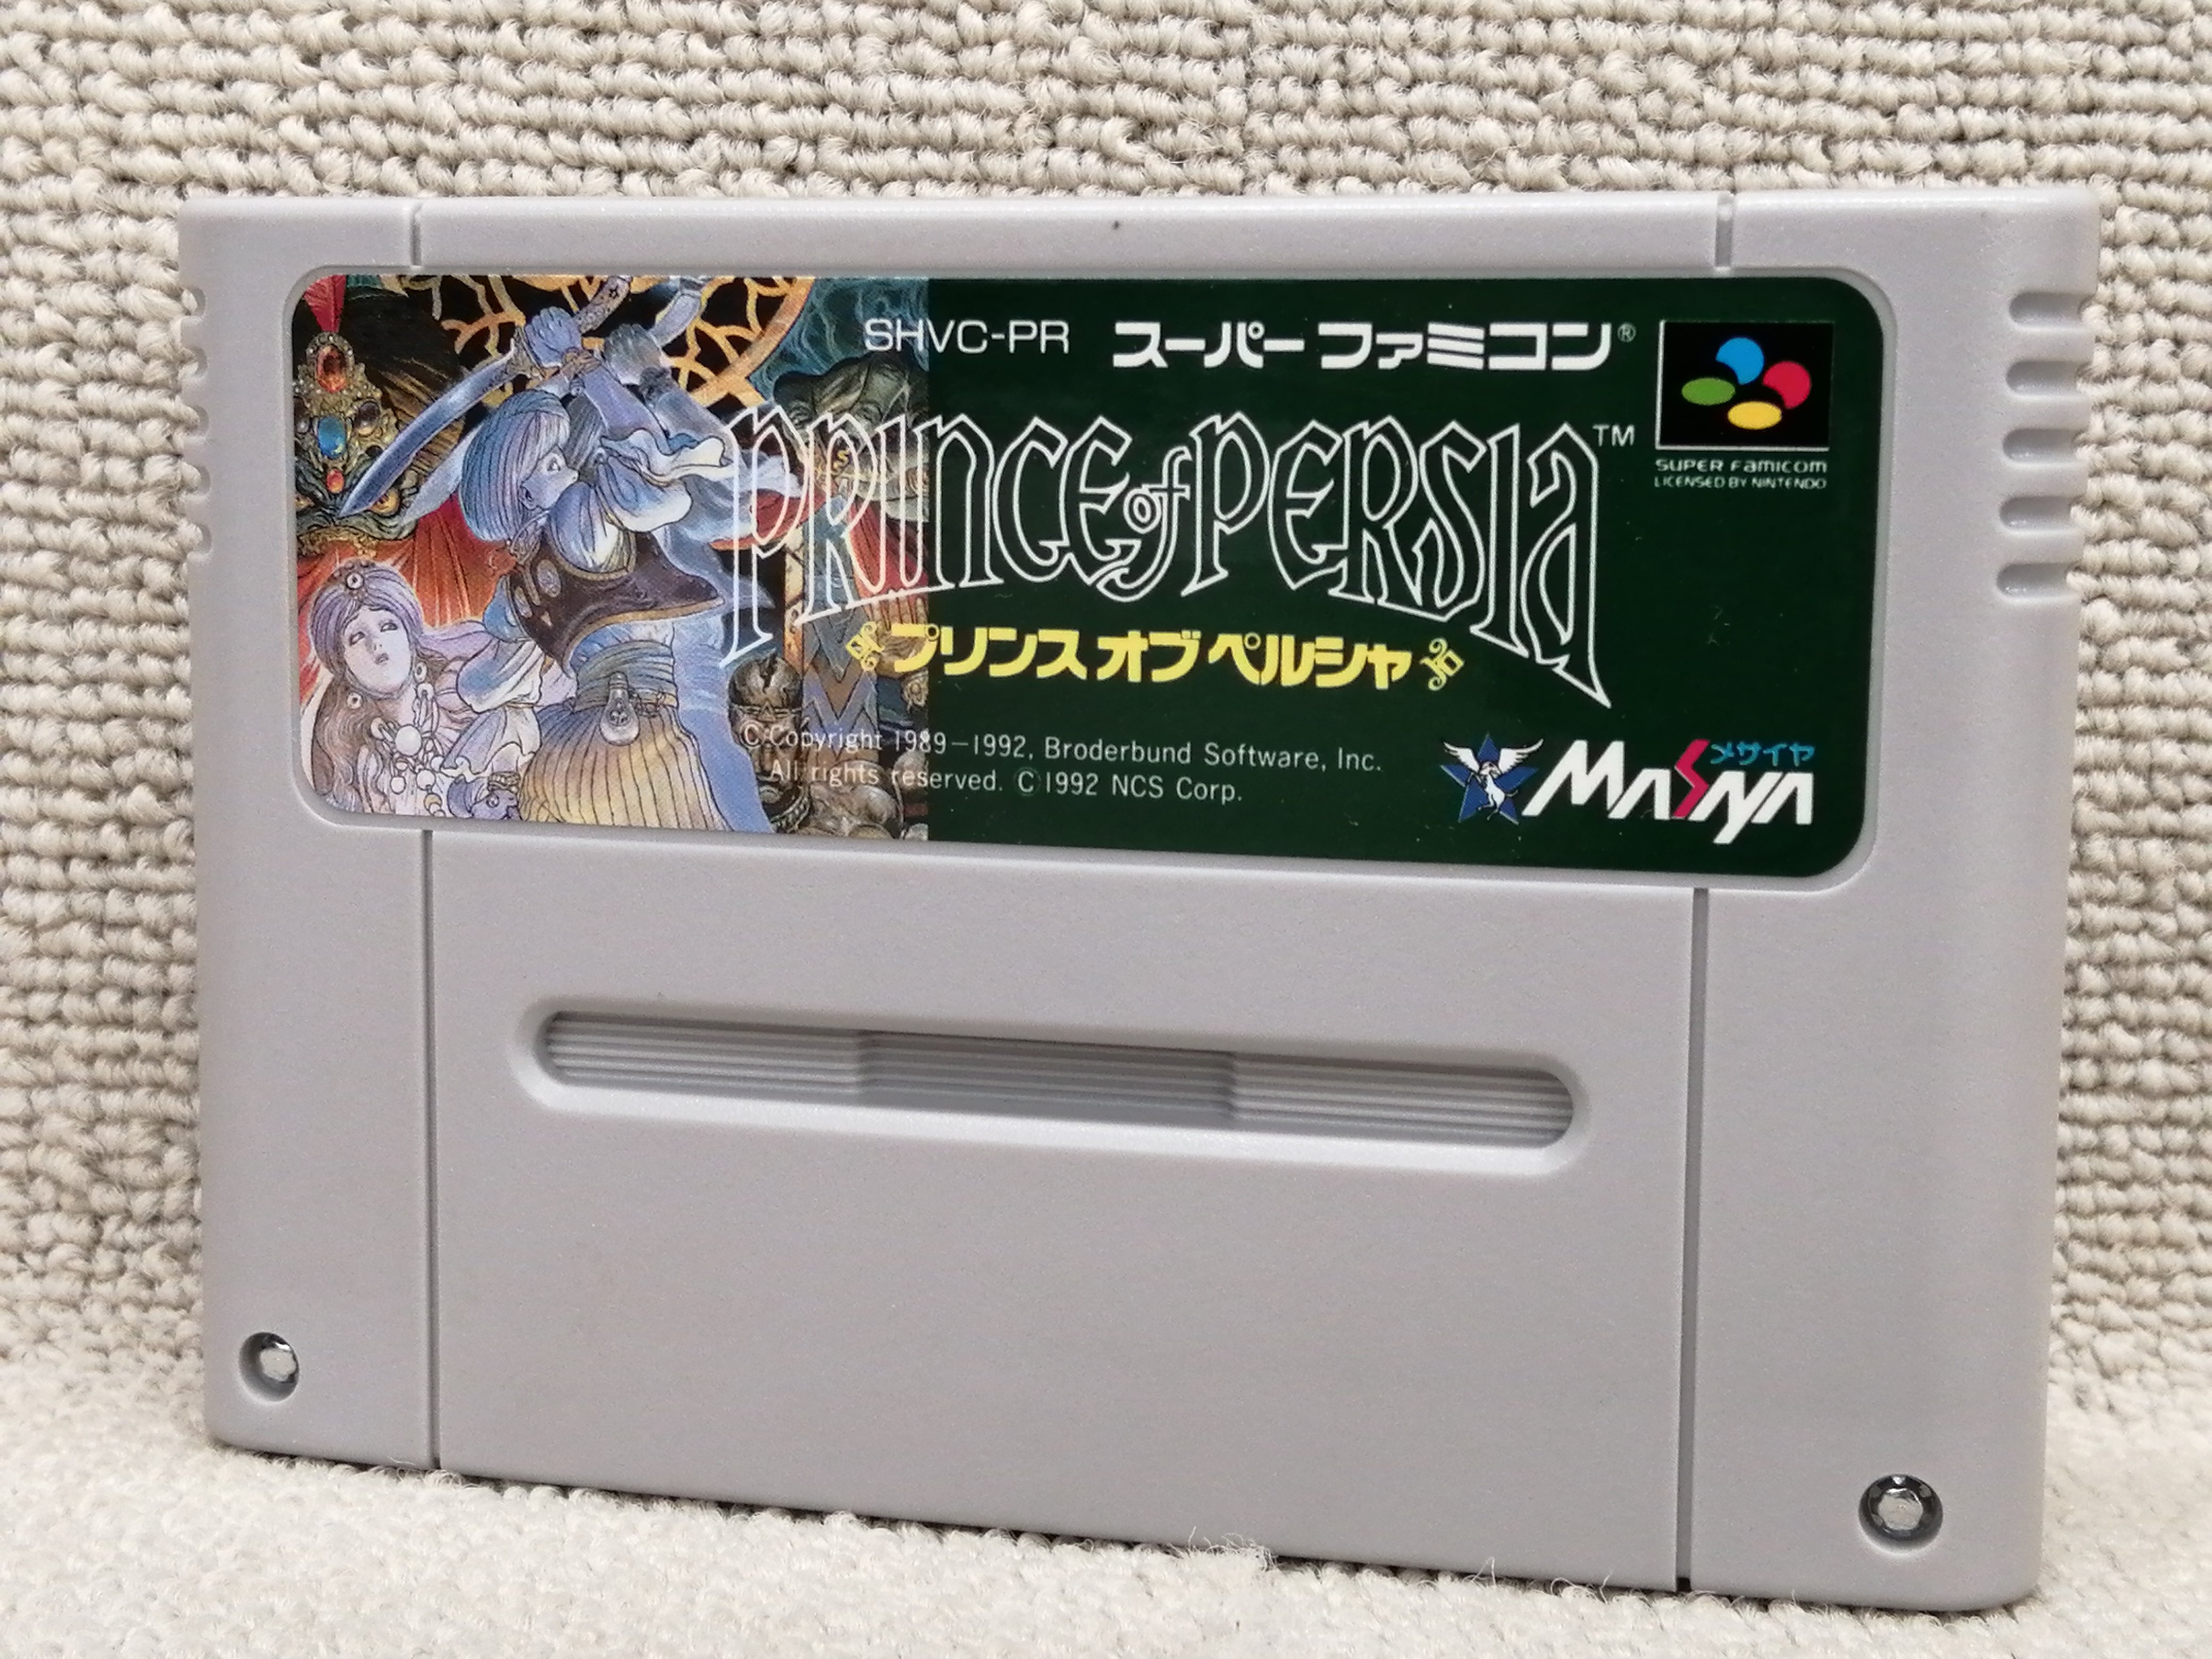 SHVC-PR スーパーファミコン®
PRINCE of PERSIA™
プリンス オブ ペルシャ
SUPER FAMICOM
LICENSED BY NINTENDO
© Copyright 1989-1992, Broderbund Software, Inc.
All rights reserved. ©1992 NCS Corp.
メサイヤ
MASAYA